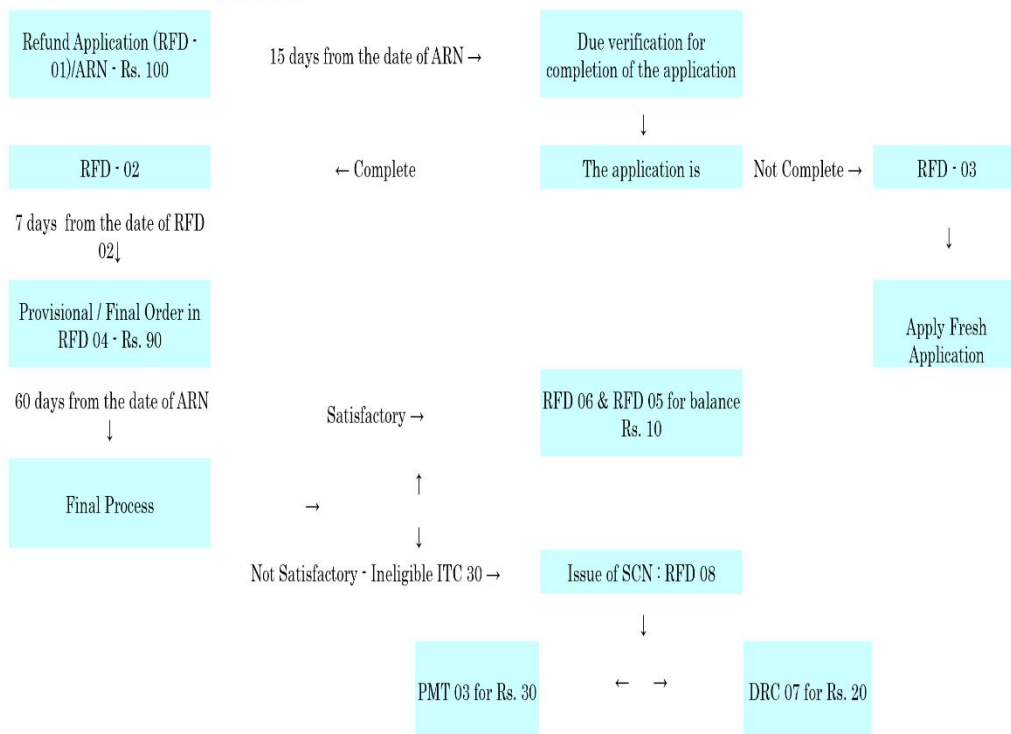 Refund Application (RFD -
01)/ARN - Rs. 100
15 days from the date of ARN →
Due verification for
completion of the application
↓
RFD - 02
← Complete
The application is
Not Complete →
RFD - 03
7 days from the date of RFD
02↓
↓
Provisional / Final Order in
RFD 04 - Rs. 90
Apply Fresh
Application
60 days from the date of ARN
↓
Satisfactory →
RFD 06 & RFD 05 for balance
Rs. 10
↑
Final Process
→
↓
Not Satisfactory - Ineligible ITC 30 →
Issue of SCN : RFD 08
↓
PMT 03 for Rs. 30
← →
DRC 07 for Rs. 20